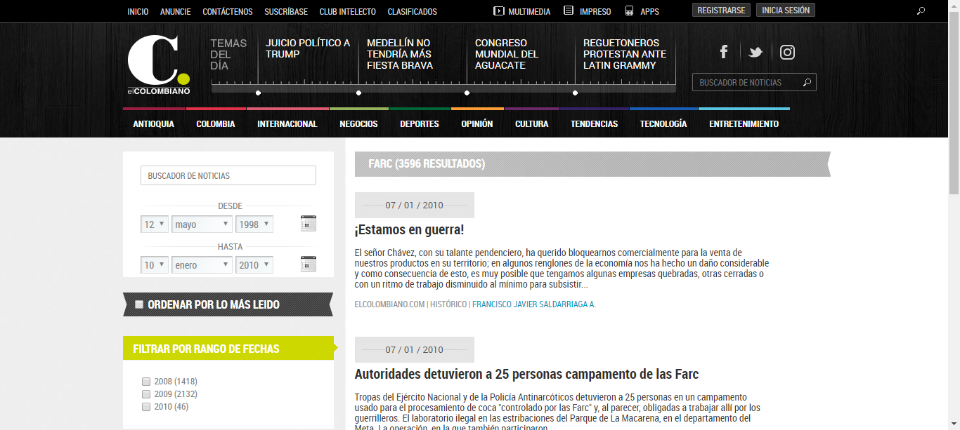 INICIO ANUNCIE CONTÁCTENOS SUSCRÍBASE CLUB INTELECTO CLASIFICADOS MULTIMEDIA IMPRESO APPS REGISTRARSE INICIA SESIÓN
C.
elCOLOMBIANO
TEMAS
DEL
DÍA
JUICIO POLÍTICO A
TRUMP
MEDELLÍN NO
TENDRÍA MÁS
FIESTA BRAVA
CONGRESO
MUNDIAL DEL
AGUACATE
REGUETONEROS
PROTESTAN ANTE
LATIN GRAMMY
BUSCADOR DE NOTICIAS
ANTIOQUIA COLOMBIA INTERNACIONAL NEGOCIOS DEPORTES OPINIÓN CULTURA TENDENCIAS TECNOLOGÍA ENTRETENIMIENTO
BUSCADOR DE NOTICIAS
DESDE
12 mayo 1998
HASTA
10 enero 2010
ORDENAR POR LO MÁS LEIDO
FILTRAR POR RANGO DE FECHAS
2008 (1418)
2009 (2132)
2010 (46)
FARC (3596 RESULTADOS)
07 / 01 / 2010
¡Estamos en guerra!
El señor Chávez, con su talante pendenciero, ha querido bloquearnos comercialmente para la venta de
nuestros productos en su territorio; en algunos renglones de la economía nos ha hecho un daño considerable
y como consecuencia de esto, es muy posible que tengamos algunas empresas quebradas, otras cerradas o
con un ritmo de trabajo disminuido al mínimo para subsistir...
ELCOLOMBIANO.COM | HISTÓRICO | FRANCISCO JAVIER SALDARRIAGA A.
07 / 01 / 2010
Autoridades detuvieron a 25 personas campamento de las Farc
Tropas del Ejército Nacional y de la Policía Antinarcóticos detuvieron a 25 personas en un campamento
usado para el procesamiento de coca "controlado por las Farc" y, al parecer, obligadas a trabajar allí por los
guerrilleros. El laboratorio ilegal en las estribaciones del Parque de La Macarena, en el departamento del
Meta. La operación, en la que también participaron